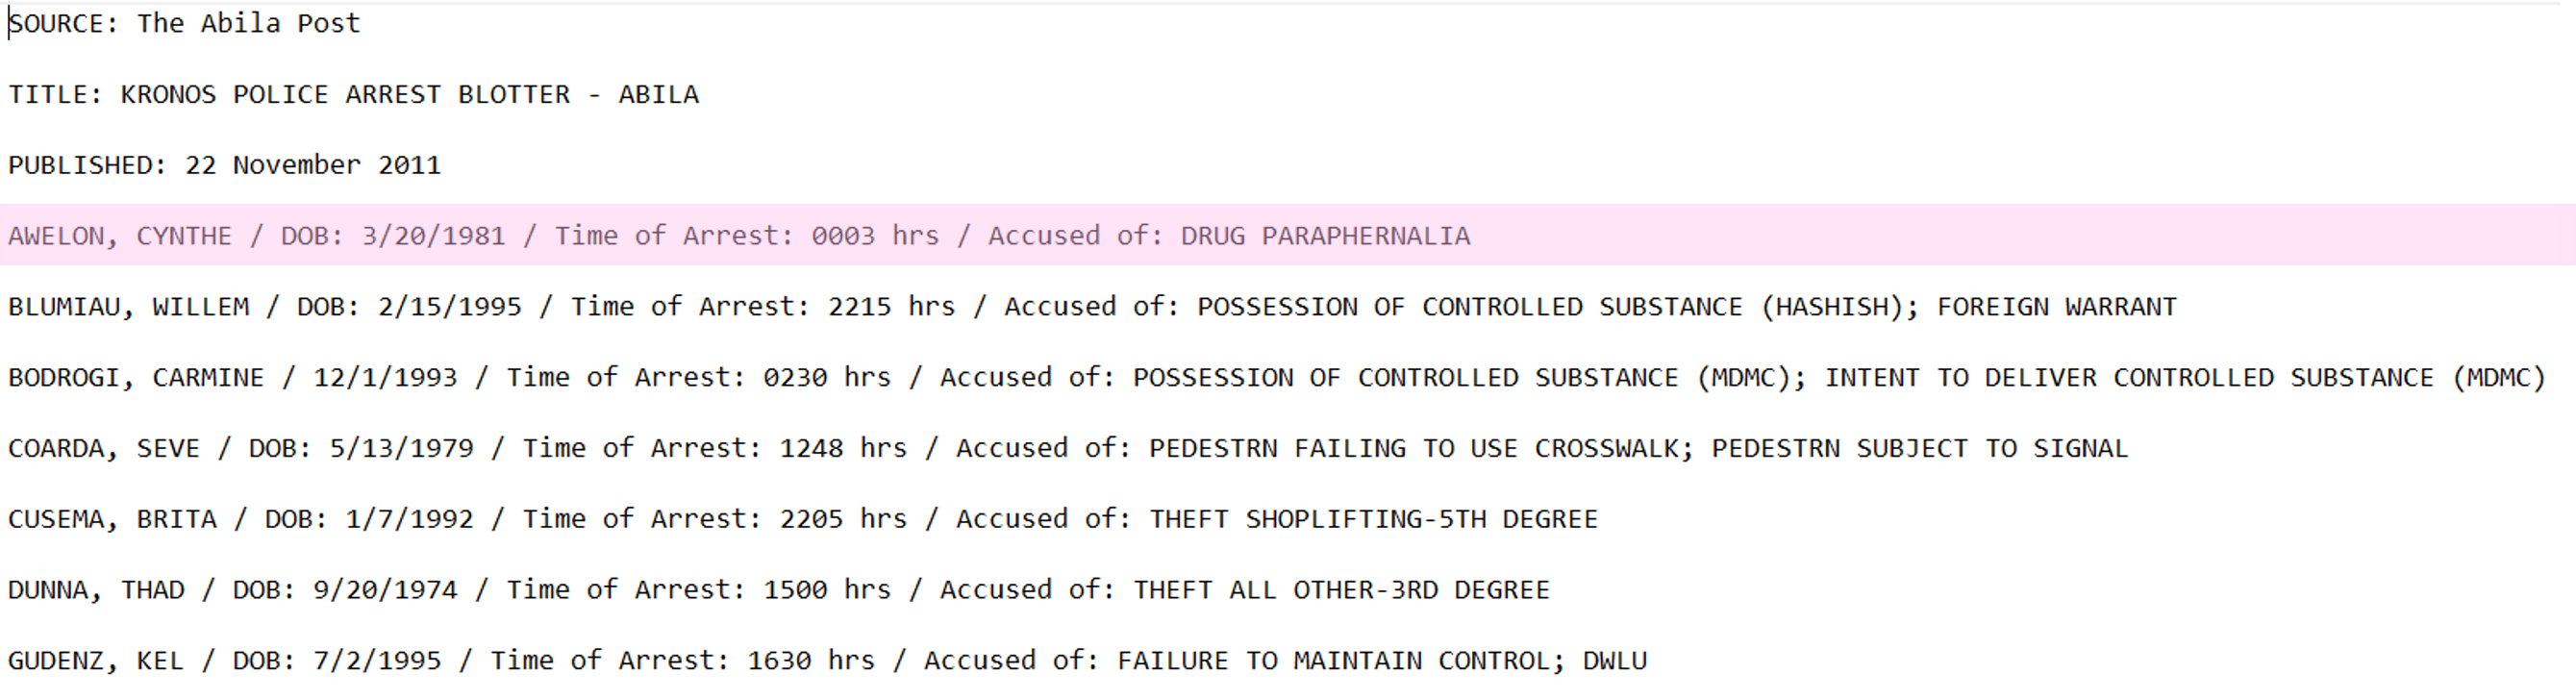 SOURCE: The Abila Post
TITLE: KRONOS POLICE ARREST BLOTTER - ABILA
PUBLISHED: 22 November 2011
AWELON, CYNTHE / DOB: 3/20/1981 / Time of Arrest: 0003 hrs / Accused of: DRUG PARAPHERNALIA
BLUMIAU, WILLEM / DOB: 2/15/1995 / Time of Arrest: 2215 hrs / Accused of: POSSESSION OF CONTROLLED SUBSTANCE (HASHISH); FOREIGN WARRANT
BODROGI, CARMINE / 12/1/1993 / Time of Arrest: 0230 hrs / Accused of: POSSESSION OF CONTROLLED SUBSTANCE (MDMC); INTENT TO DELIVER CONTROLLED SUBSTANCE (MDMC)
COARDA, SEVE / DOB: 5/13/1979 / Time of Arrest: 1248 hrs / Accused of: PEDESTRN FAILING TO USE CROSSWALK; PEDESTRN SUBJECT TO SIGNAL
CUSEMA, BRITA / DOB: 1/7/1992 / Time of Arrest: 2205 hrs / Accused of: THEFT SHOPLIFTING-5TH DEGREE
DUNNA, THAD / DOB: 9/20/1974 / Time of Arrest: 1500 hrs / Accused of: THEFT ALL OTHER-3RD DEGREE
GUDENZ, KEL / DOB: 7/2/1995 / Time of Arrest: 1630 hrs / Accused of: FAILURE TO MAINTAIN CONTROL; DWLU